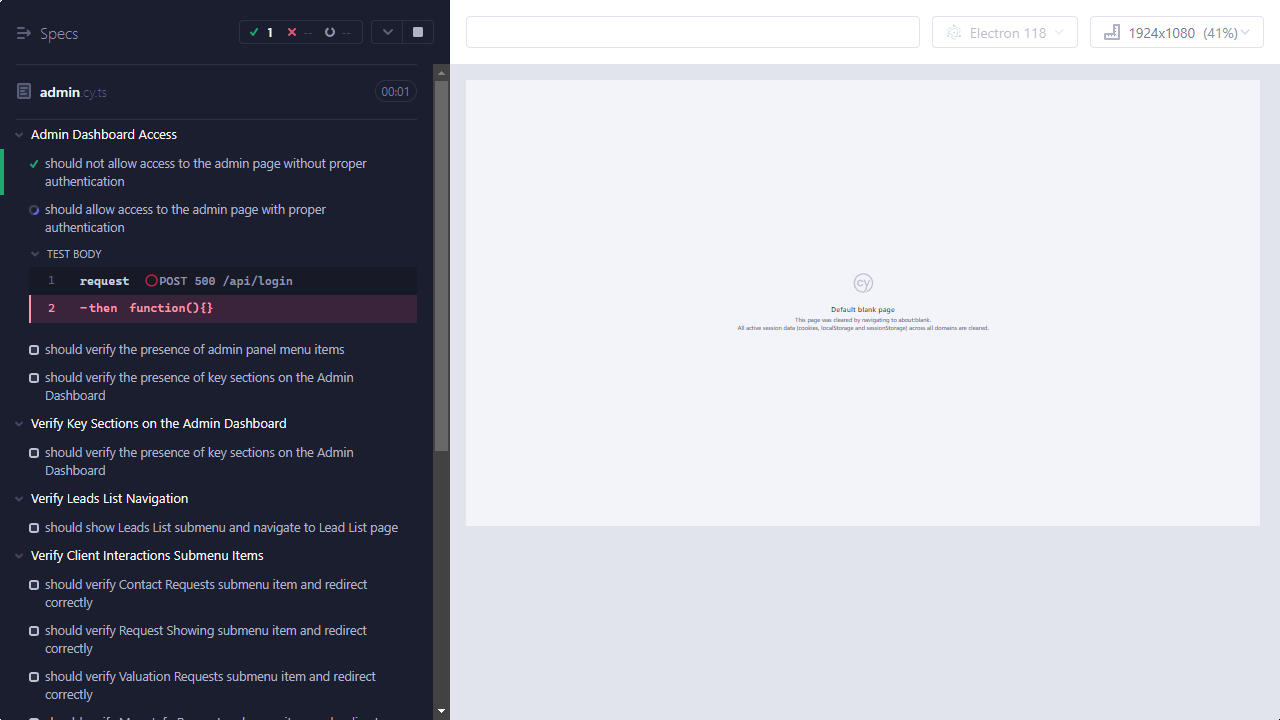 Specs
1
--
--
Electron 118
1924x1080 (41%)
admin.cy.ts
00:01
Admin Dashboard Access
should not allow access to the admin page without proper
authentication
should allow access to the admin page with proper
authentication
TEST BODY
1 request POST 500 /api/login
2 -then function(){}
should verify the presence of admin panel menu items
should verify the presence of key sections on the Admin
Dashboard
Verify Key Sections on the Admin Dashboard
should verify the presence of key sections on the Admin
Dashboard
Verify Leads List Navigation
should show Leads List submenu and navigate to Lead List page
Verify Client Interactions Submenu Items
should verify Contact Requests submenu item and redirect
correctly
should verify Request Showing submenu item and redirect
correctly
should verify Valuation Requests submenu item and redirect
correctly
cy
Default blank page
This page was cleared by navigating to about:blank.
All active session data (cookies, localStorage and sessionStorage) across all domains are cleared.